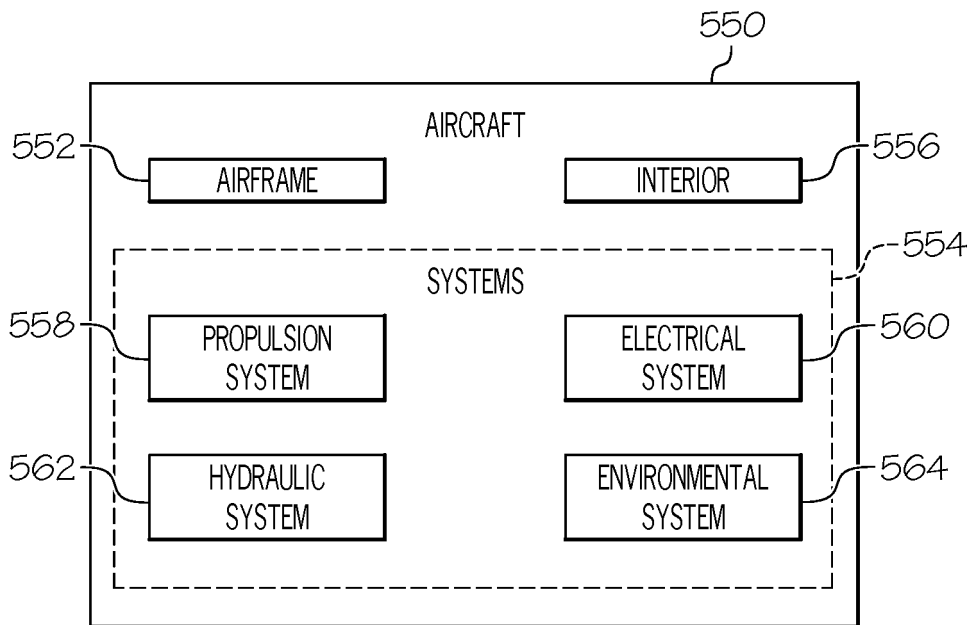 550
AIRCRAFT
552
AIRFRAME
INTERIOR
556
554
SYSTEMS
558
PROPULSION
SYSTEM
ELECTRICAL
SYSTEM
560
562
HYDRAULIC
SYSTEM
ENVIRONMENTAL
SYSTEM
564